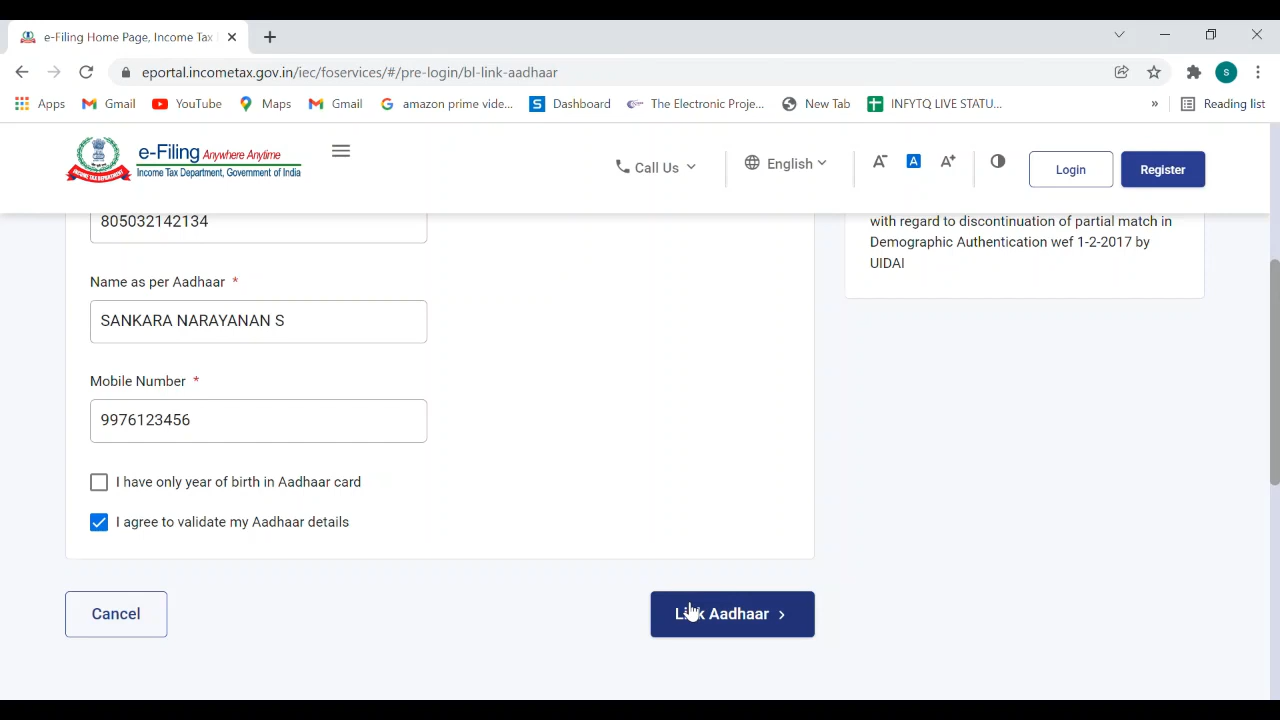 e-Filing Home Page, Income Tax
eportal.incometax.gov.in/iec/foservices/#/pre-login/bl-link-aadhaar
S
Apps
Gmail
YouTube
Maps
Gmail
amazon prime vide...
Dashboard
The Electronic Proje...
New Tab
INFYTQ LIVE STATU...
»
Reading list
e-Filing Anywhere Anytime
Income Tax Department, Government of India
INCOME TAX DEPARTMENT
Call Us
English
A-
A
A+
Login
Register
805032142134
with regard to discontinuation of partial match in
Demographic Authentication wef 1-2-2017 by
UIDAI
Name as per Aadhaar *
SANKARA NARAYANAN S
Mobile Number *
9976123456
I have only year of birth in Aadhaar card
I agree to validate my Aadhaar details
Cancel
Link Aadhaar >